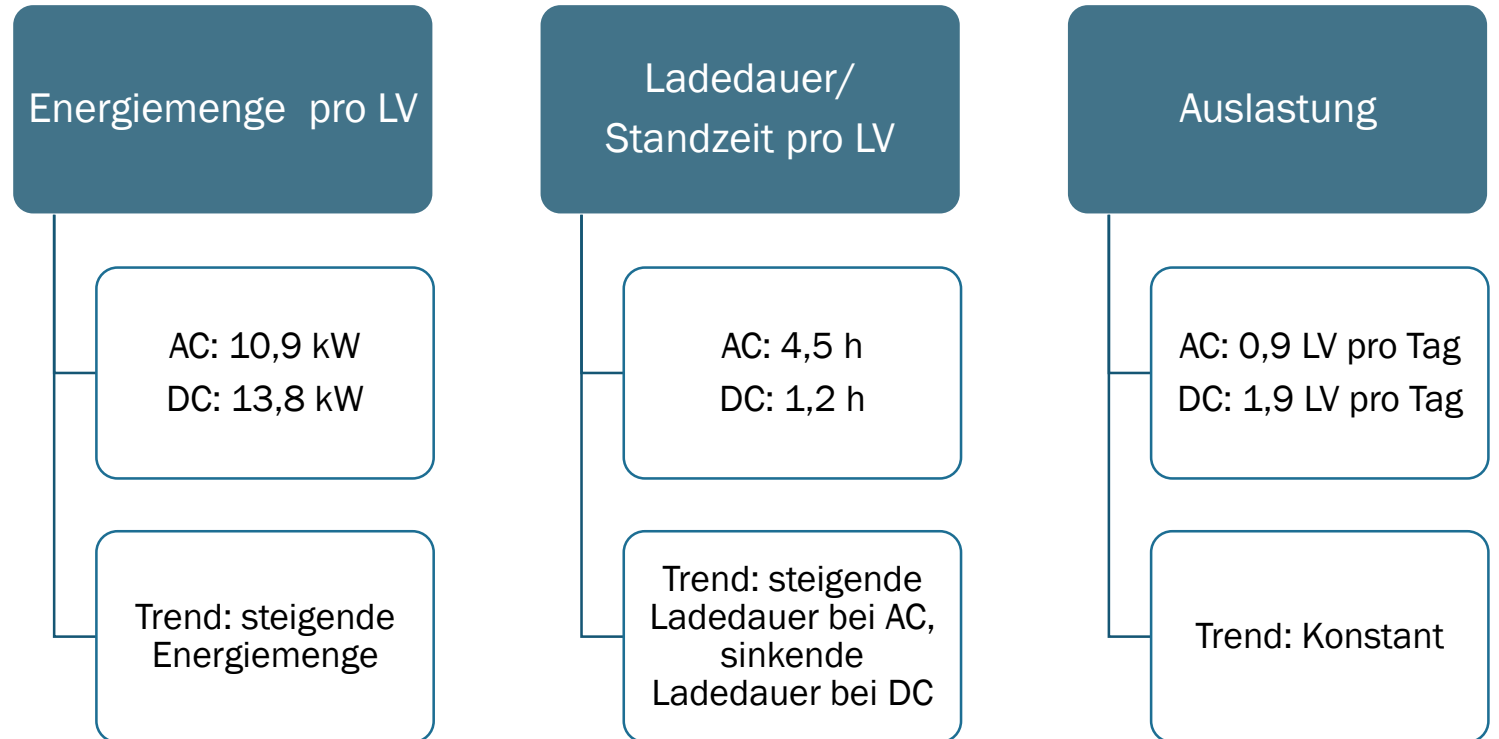 Energiemenge pro LV
AC: 10,9 kW
DC: 13,8 kW
Trend: steigende
Energiemenge
Ladedauer/
Standzeit pro LV
AC: 4,5 h
DC: 1,2 h
Trend: steigende
Ladedauer bei AC,
sinkende
Ladedauer bei DC
Auslastung
AC: 0,9 LV pro Tag
DC: 1,9 LV pro Tag
Trend: Konstant